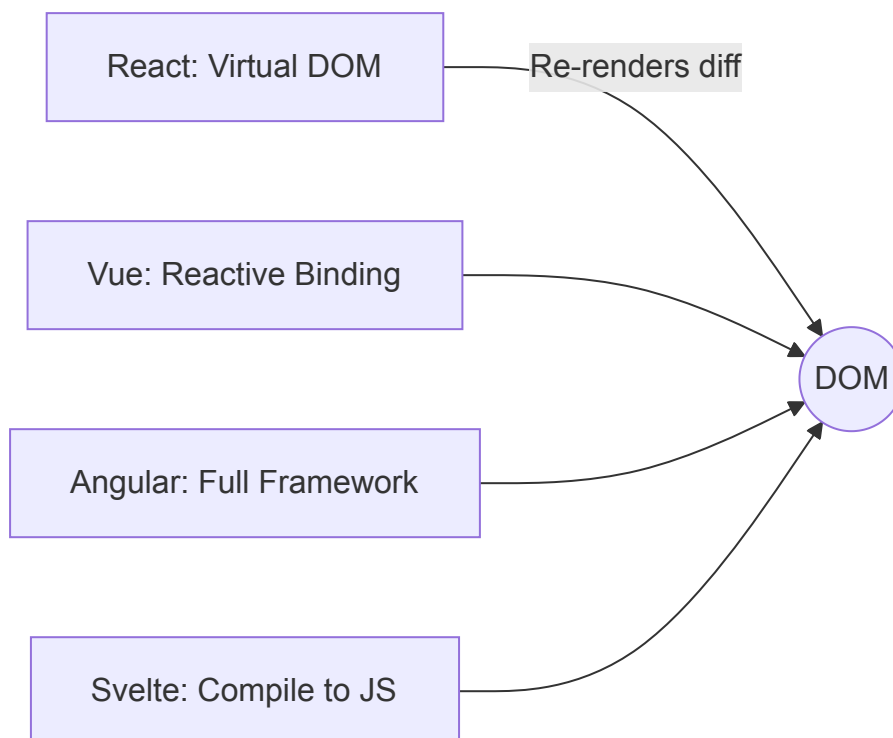 React: Virtual DOM
Re-renders diff
Vue: Reactive Binding
DOM
Angular: Full Framework
Svelte: Compile to JS